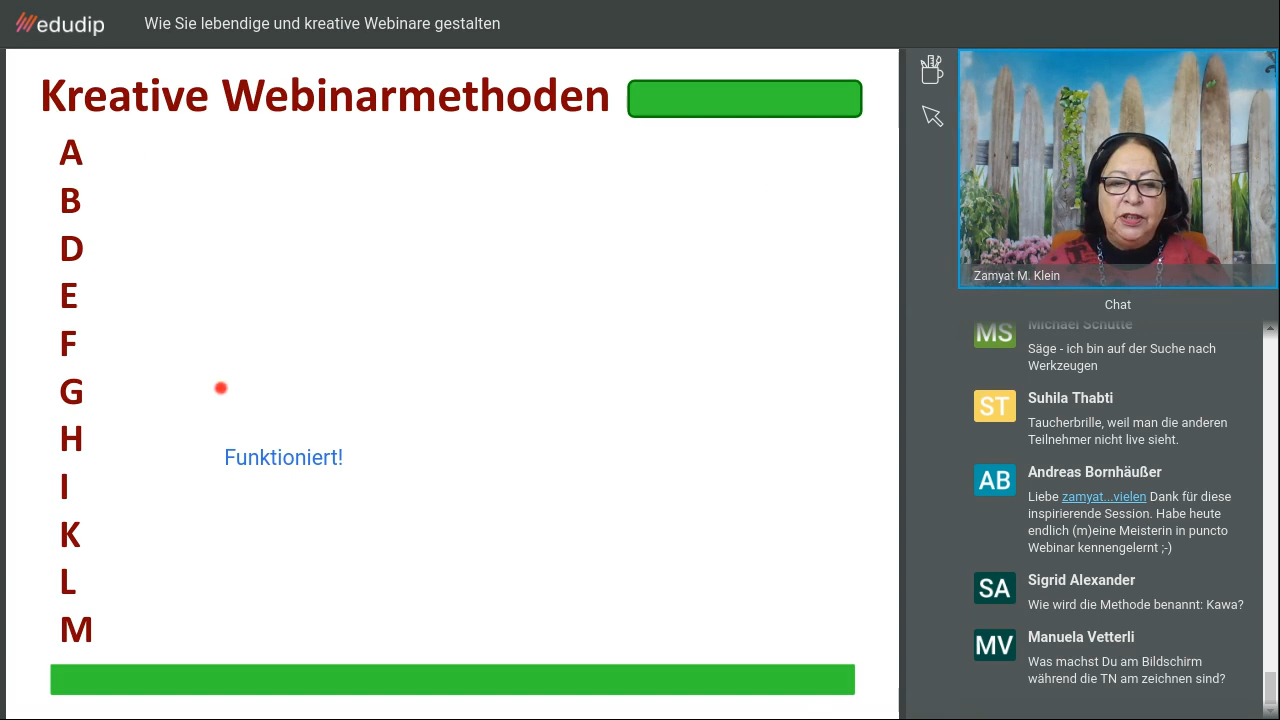 edudip
Wie Sie lebendige und kreative Webinare gestalten
Kreative Webinarmethoden
A
B
D
E
F
G
H
I
K
L
M
Funktioniert!
Zamyat M. Klein
Chat
MS
Michael Schütte
Säge - ich bin auf der Suche nach
Werkzeugen
ST
Suhila Thabti
Taucherbrille, weil man die anderen
Teilnehmer nicht live sieht.
AB
Andreas Bornhäußer
Liebe zamyat...vielen Dank für diese
inspirierende Session. Habe heute
endlich (m)eine Meisterin in puncto
Webinar kennengelernt ;-)
SA
Sigrid Alexander
Wie wird die Methode benannt: Kawa?
MV
Manuela Vetterli
Was machst Du am Bildschirm
während die TN am zeichnen sind?